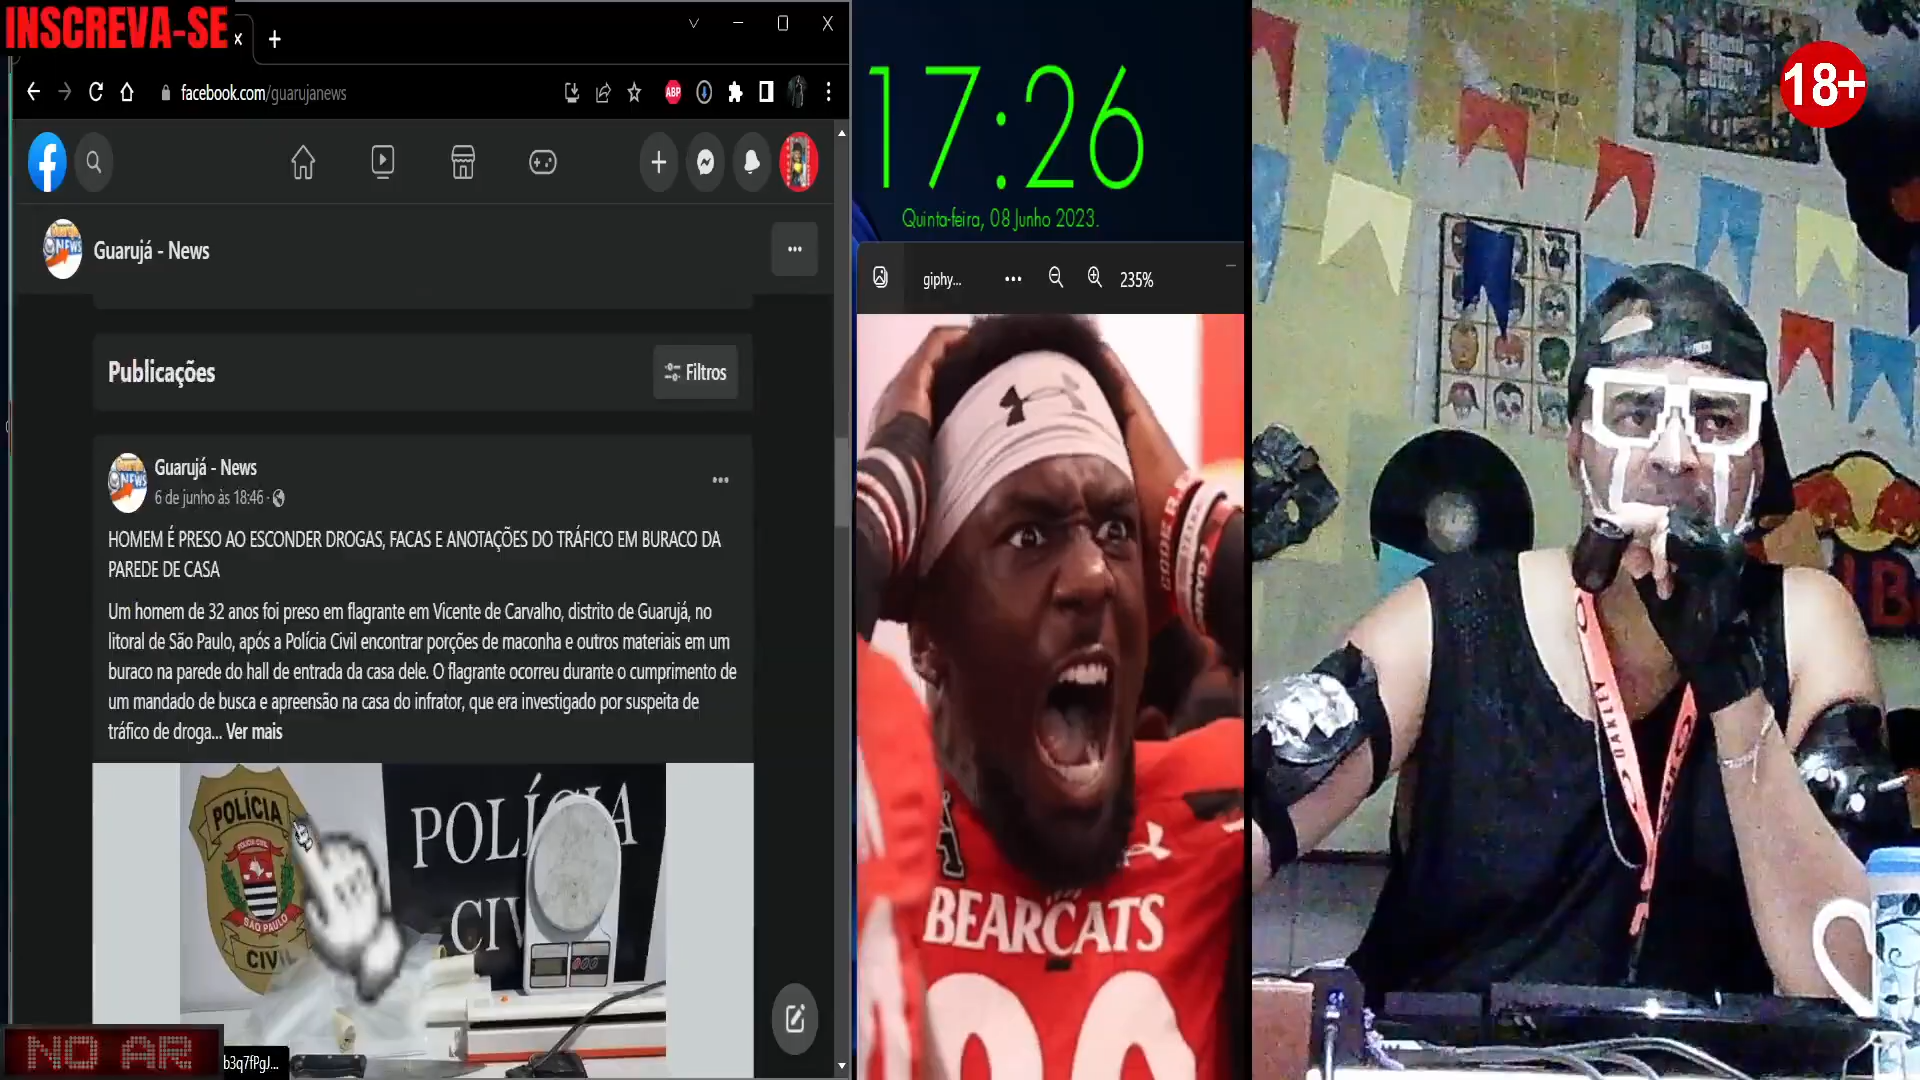 INSCREVA-SE
facebook.com/guarujanews
ABP
Guarujá - News
Publicações
Filtros
Guarujá - News
6 de junho às 18:46 ·
HOMEM É PRESO AO ESCONDER DROGAS, FACAS E ANOTAÇÕES DO TRÁFICO EM BURACO DA
PAREDE DE CASA
Um homem de 32 anos foi preso em flagrante em Vicente de Carvalho, distrito de Guarujá, no
litoral de São Paulo, após a Polícia Civil encontrar porções de maconha e outros materiais em um
buraco na parede do hall de entrada da casa dele. O flagrante ocorreu durante o cumprimento de
um mandado de busca e apreensão na casa do infrator, que era investigado por suspeita de
tráfico de droga... Ver mais
POLÍCIA
SÃO PAULO
CIVIL
POLÍCIA
CIV
NO AR
b3q7fPgJ...
17:26
Quinta-feira, 08 Junho 2023.
giphy...
235%
BEARCATS
18+
OAKLEY